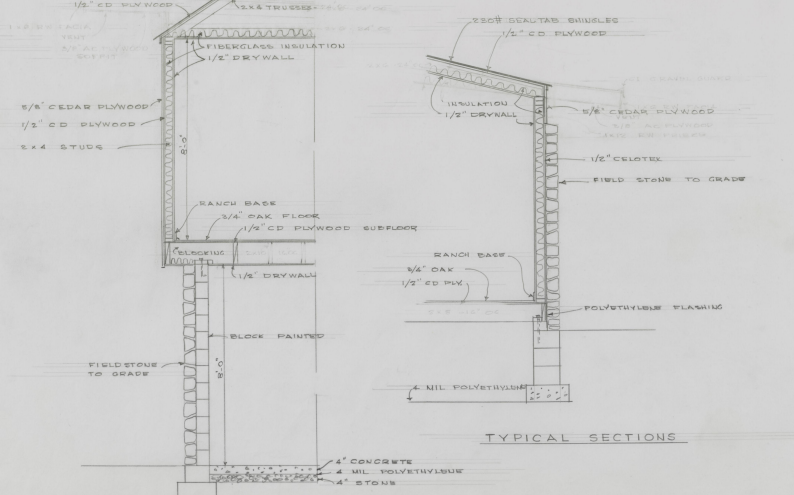 1/2" CD PLYWOOD
2x4 TRUSSES
FIBERGLASS INSULATION
1/2" DRYWALL
5/8" CEDAR PLYWOOD
1/2" CD PLYWOOD
2x4 STUDS
8'-0"
RANCH BASE
3/4" OAK FLOOR
1/2" CD PLYWOOD SUBFLOOR
BLOCKING
1/2" DRYWALL
BLOCK PAINTED
FIELDSTONE
TO GRADE
8'-0"
4" CONCRETE
4 MIL POLYETHYLENE
4" STONE
230# SEALTAB SHINGLES
1/2" CD PLYWOOD
INSULATION
1/2" DRYWALL
5/8" CEDAR PLYWOOD
1/2" CELOTEX
FIELD STONE TO GRADE
RANCH BASE
3/4" OAK
1/2" CD PLY.
POLYETHYLENE FLASHING
4 MIL POLYETHYLENE
TYPICAL SECTIONS